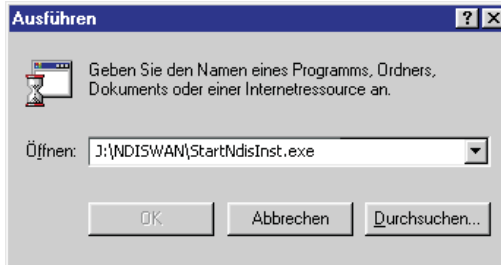 Ausführen
Geben Sie den Namen eines Programms, Ordners,
Dokuments oder einer Internetressource an.
Öffnen: J:\NDISWAN\StartNdisInst.exe
OK Abbrechen Durchsuchen...